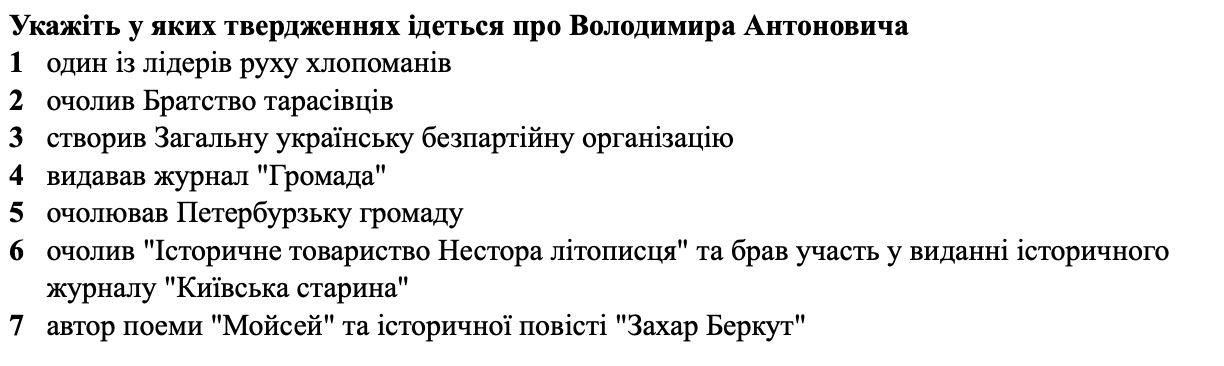 Укажіть у яких твердженнях ідеться про Володимира Антоновича
1 один із лідерів руху хлопоманів
2 очолив Братство тарасівців
3 створив Загальну українську безпартійну організацію
4 видавав журнал "Громада"
5 очолював Петербурзьку громаду
6 очолив "Історичне товариство Нестора літописця" та брав участь у виданні історичного
журналу "Київська старина"
7 автор поеми "Мойсей" та історичної повісті "Захар Беркут"